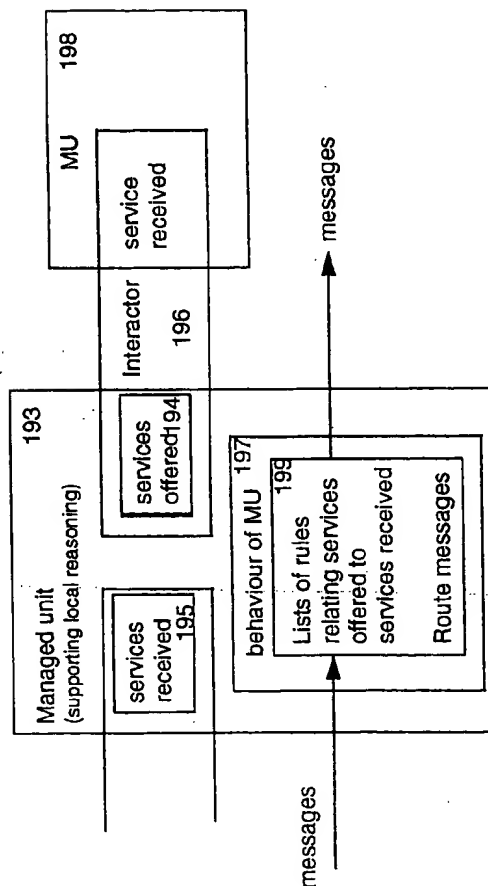 193
Managed unit
(supporting local reasoning)
services
received
195
services
offered
194
Interactor
196
MU
198
service
received
behaviour of MU
197
199
Lists of rules
relating services
offered to
services received
Route messages
messages
messages